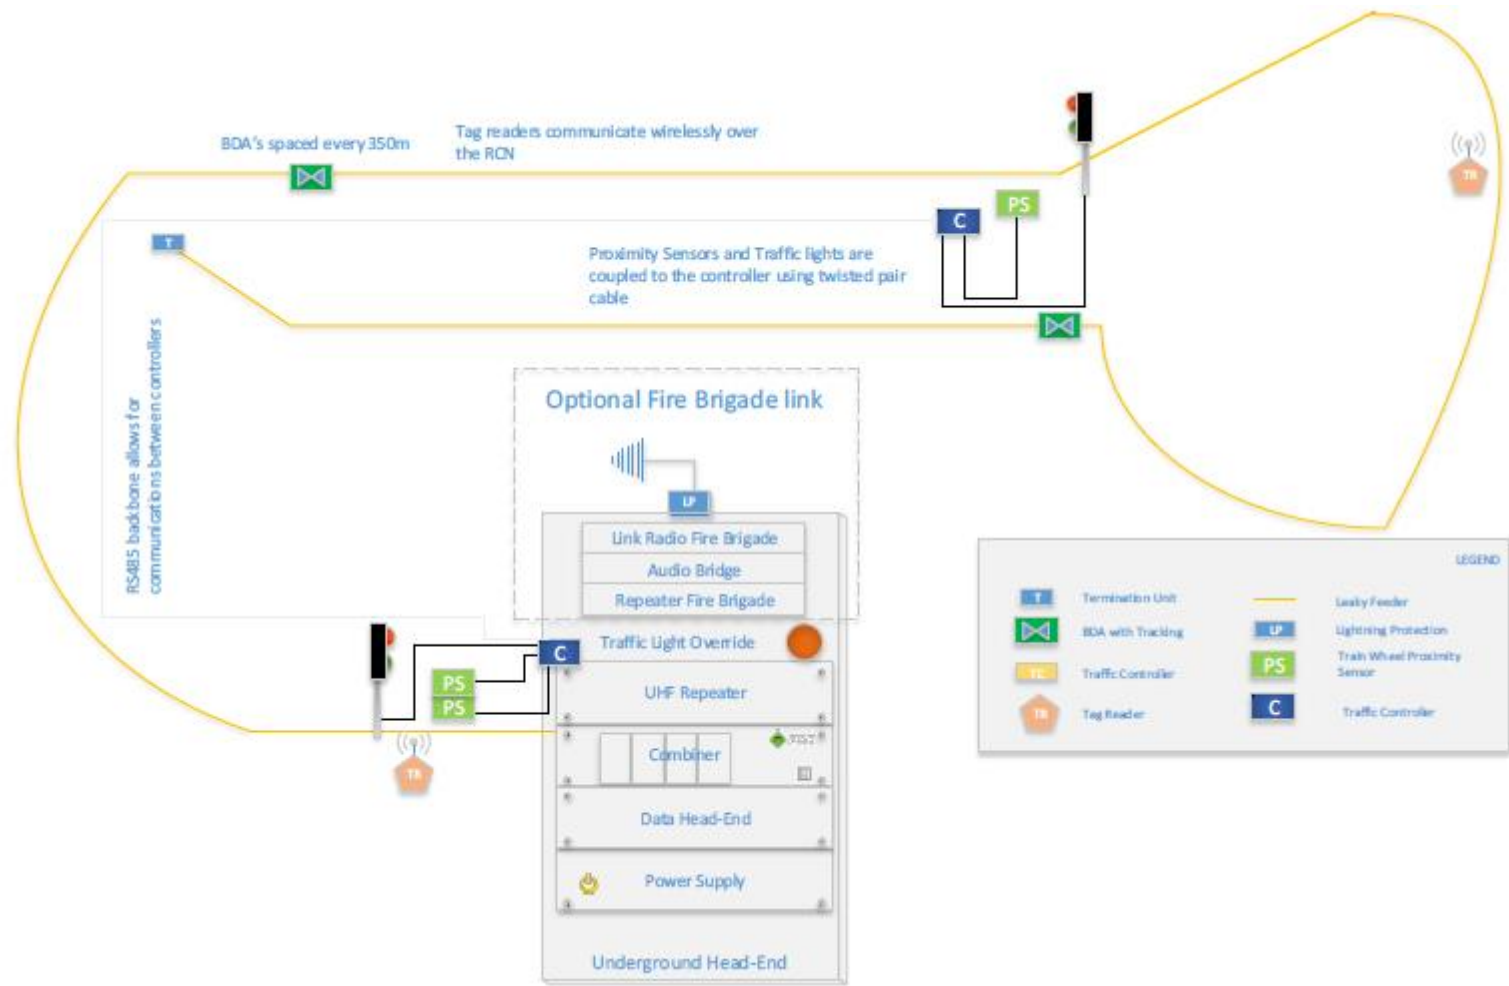 BDA's spaced every 350m
Tag readers communicate wirelessly over
the RCN
TR
C
PS
T
Proximity Sensors and Traffic lights are
coupled to the controller using twisted pair
cable
RS485 backbone allows for
communications between controllers
Optional Fire Brigade link
LP
Link Radio Fire Brigade
Audio Bridge
Repeater Fire Brigade
Traffic Light Override
C
PS
PS
UHF Repeater
Combiner
TR
Data Head-End
Power Supply
Underground Head-End
LEGEND
T
Termination Unit
Leaky Feeder
BDA with Tracking
LP
Lightning Protection
TC
Traffic Controller
PS
Train Wheel Proximity
Sensor
TR
Tag Reader
C
Traffic Controller